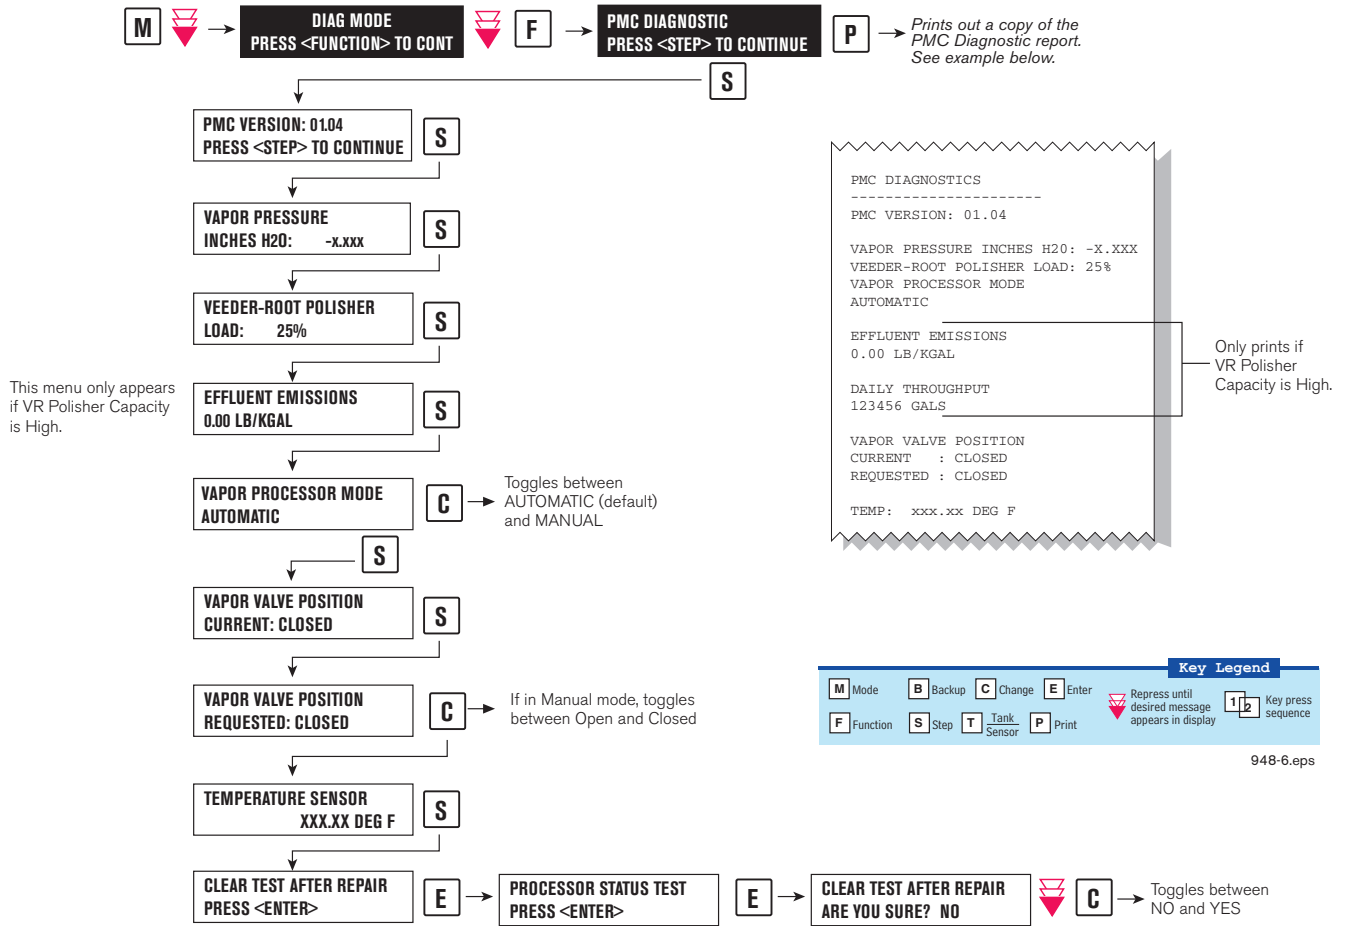 M
DIAG MODE
PRESS <FUNCTION> TO CONT
F
PMC DIAGNOSTIC
PRESS <STEP> TO CONTINUE
P
Prints out a copy of the
PMC Diagnostic report.
See example below.
S
PMC VERSION: 01.04
PRESS <STEP> TO CONTINUE
S
VAPOR PRESSURE
INCHES H2O: -X.XXX
S
VEEDER-ROOT POLISHER
LOAD: 25%
S
This menu only appears
if VR Polisher Capacity
is High.
EFFLUENT EMISSIONS
0.00 LB/KGAL
S
VAPOR PROCESSOR MODE
AUTOMATIC
C
Toggles between
AUTOMATIC (default)
and MANUAL
S
VAPOR VALVE POSITION
CURRENT: CLOSED
S
VAPOR VALVE POSITION
REQUESTED: CLOSED
C
If in Manual mode, toggles
between Open and Closed
TEMPERATURE SENSOR
XXX.XX DEG F
S
CLEAR TEST AFTER REPAIR
PRESS <ENTER>
E
PROCESSOR STATUS TEST
PRESS <ENTER>
E
CLEAR TEST AFTER REPAIR
ARE YOU SURE? NO
C
Toggles between
NO and YES
PMC DIAGNOSTICS
----------------------
PMC VERSION: 01.04
VAPOR PRESSURE INCHES H20: -X.XXX
VEEDER-ROOT POLISHER LOAD: 25%
VAPOR PROCESSOR MODE
AUTOMATIC
EFFLUENT EMISSIONS
0.00 LB/KGAL
DAILY THROUGHPUT
123456 GALS
VAPOR VALVE POSITION
CURRENT : CLOSED
REQUESTED : CLOSED
TEMP: xxx.xx DEG F
Only prints if
VR Polisher
Capacity is High.
Key Legend
M Mode
B Backup
C Change
E Enter
F Function
S Step
T Tank
Sensor
P Print
Repress until
desired message
appears in display
1 2 Key press
sequence
948-6.eps